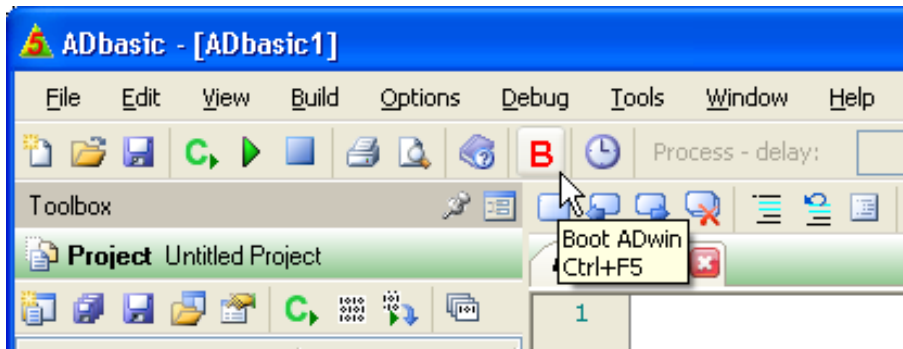 ADbasic - [ADbasic1]
File Edit View Build Options Debug Tools Window Help
C B Process - delay:
Toolbox
Project Untitled Project
Boot ADwin
Ctrl+F5
C
1